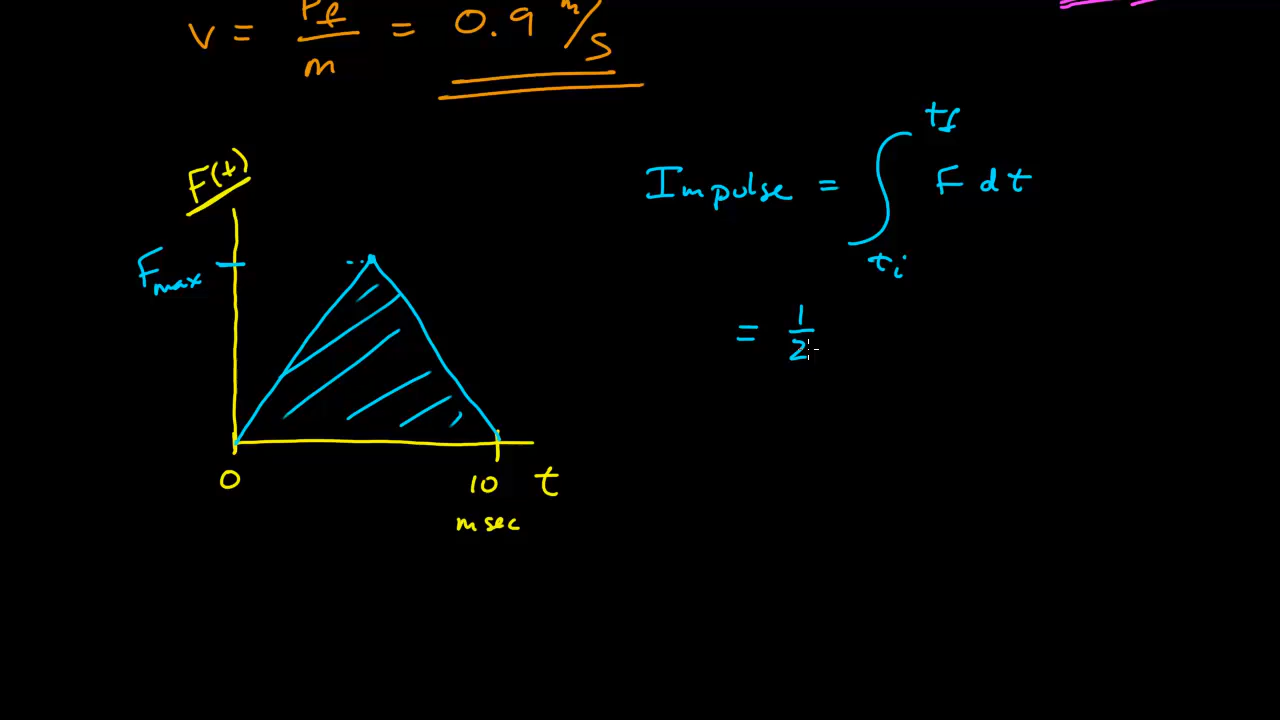 v = Pf / m = 0.9 m/s
F(t)
Impulse = ∫ti^tf F dt
Fmax
= 1/2
0 10 t
msec